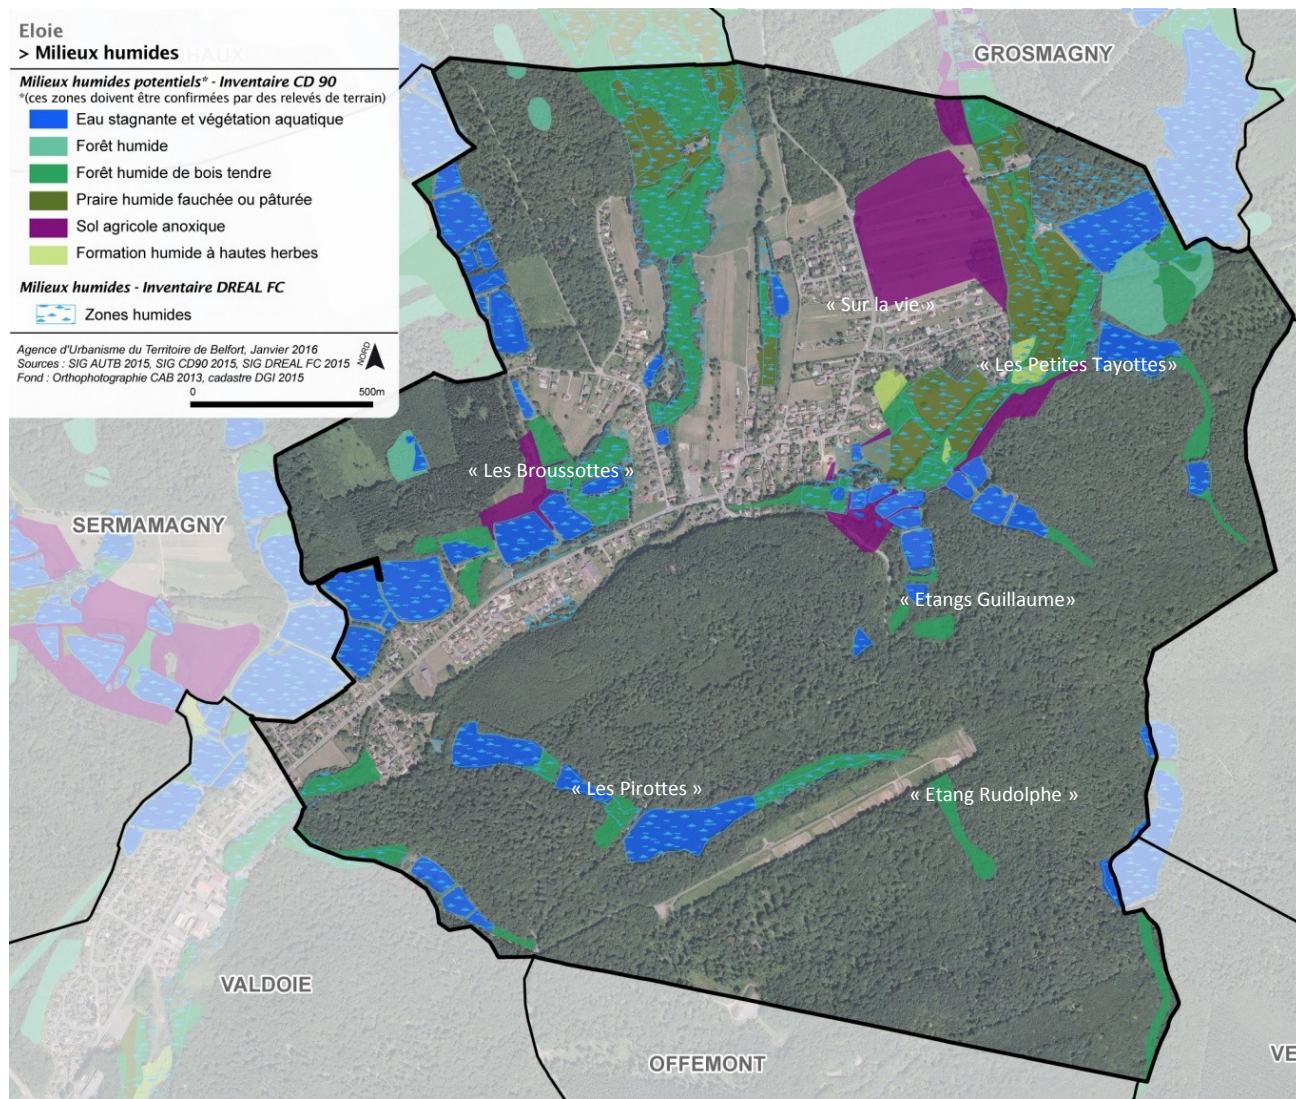 Eloie
> Milieux humides
Milieux humides potentiels* - Inventaire CD 90
*(ces zones doivent être confirmées par des relevés de terrain)
Eau stagnante et végétation aquatique
Forêt humide
Forêt humide de bois tendre
Praire humide fauchée ou pâturée
Sol agricole anoxique
Formation humide à hautes herbes
Milieux humides - Inventaire DREAL FC
Zones humides
Agence d'Urbanisme du Territoire de Belfort, Janvier 2016
Sources : SIG AUTB 2015, SIG CD90 2015, SIG DREAL FC 2015
Fond : Orthophotographie CAB 2013, cadastre DGI 2015
NORD
0 500m
GROSMAGNY
« Sur la vie »
« Les Petites Tayottes»
« Les Broussottes »
SERMAMAGNY
« Etangs Guillaume»
« Les Pirottes »
« Etang Rudolphe »
VALDOIE
OFFEMONT
VE